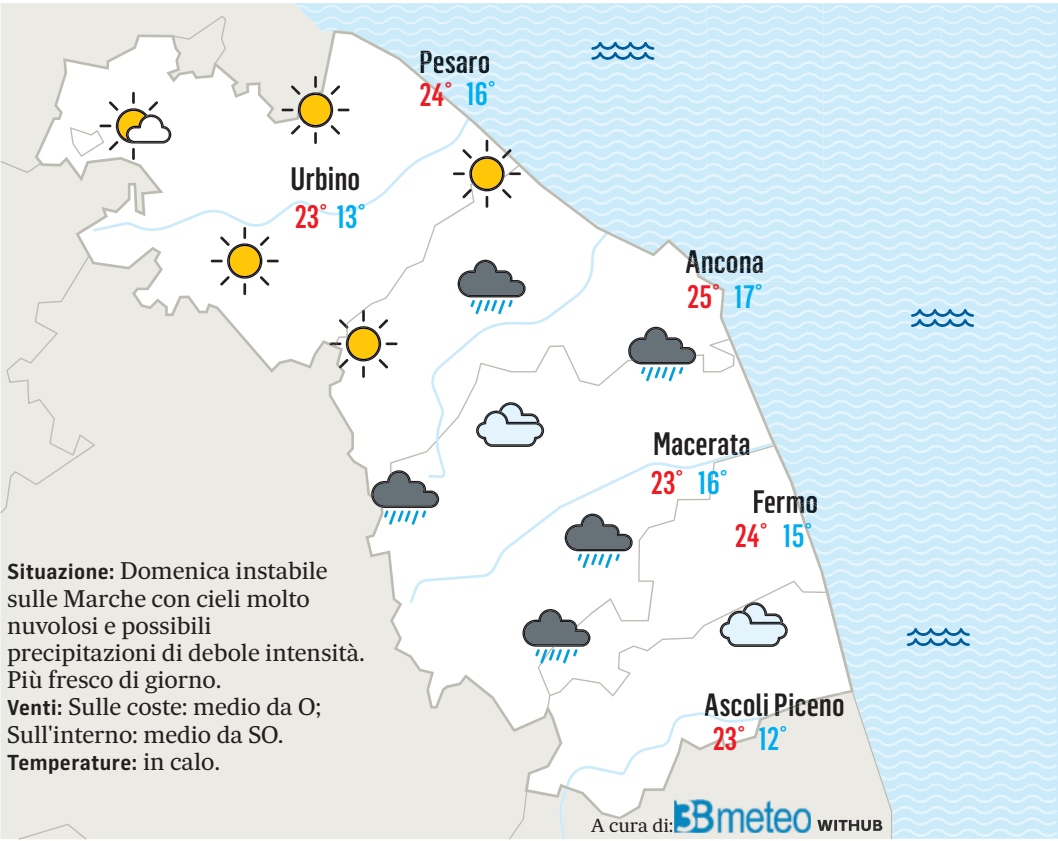 Pesaro
24° 16°
Urbino
23° 13°
Ancona
25° 17°
Macerata
23° 16°
Fermo
24° 15°
Situazione: Domenica instabile
sulle Marche con cieli molto
nuvolosi e possibili
precipitazioni di debole intensità.
Più fresco di giorno.
Venti: Sulle coste: medio da O;
Sull'interno: medio da SO.
Temperature: in calo.
Ascoli Piceno
23° 12°
A cura di: 3Bmeteo WITHUB